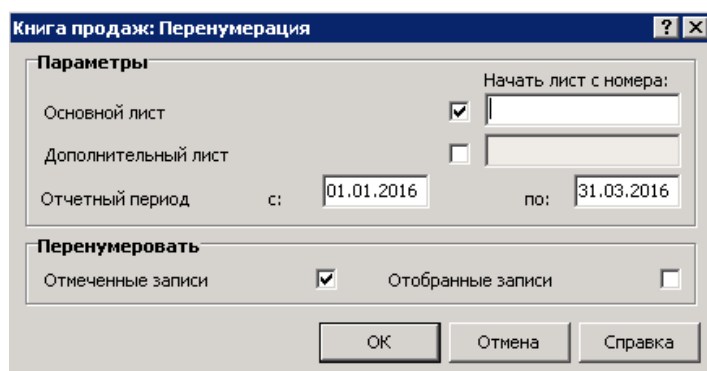 Книга продаж: Перенумерация
Параметры
Начать лист с номера:
Основной лист
Дополнительный лист
Отчетный период с: 01.01.2016 по: 31.03.2016
Перенумеровать
Отмеченные записи Отобранные записи
ОК Отмена Справка